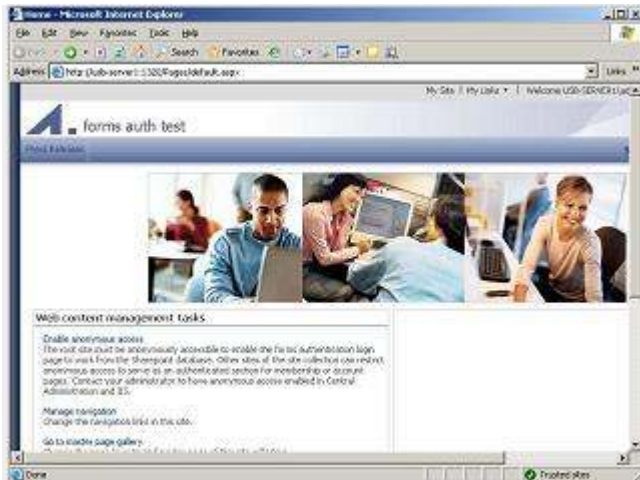 Home - Microsoft Internet Explorer
File Edit View Favorites Tools Help
Search Favorites
Address http://usb-server1:1328/Pages/default.aspx Links
My Site | My Links | Welcome USB-SERVER1\
forms auth test
Press Releases
Web content management tasks
Enable anonymous access
The root site must be anonymously accessible to enable the forms authentication login
page to work from the Sharepoint database. Other sites of the site collection can restrict
anonymous access to serve as an authenticated section for membership or account
pages. Contact your administrator to have anonymous access enabled in Central
Administration and IIS.
Manage navigation
Change the navigation links in this site.
Go to master page gallery
Done Trusted sites